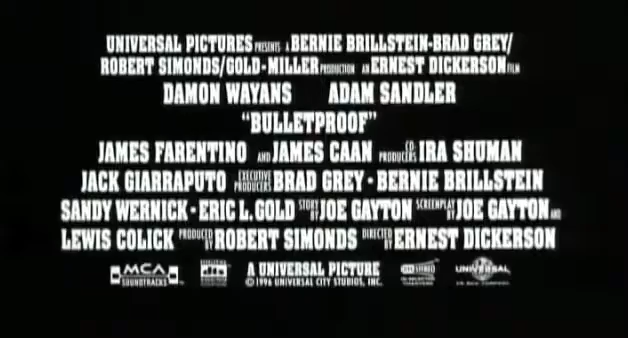 UNIVERSAL PICTURES PRESENTS A BERNIE BRILLSTEIN-BRAD GREY/
ROBERT SIMONDS/GOLD-MILLER PRODUCTION AN ERNEST DICKERSON FILM
DAMON WAYANS ADAM SANDLER
"BULLETPROOF"
JAMES FARENTINO AND JAMES CAAN CO-PRODUCERS IRA SHUMAN
JACK GIARRAPUTO EXECUTIVE PRODUCERS BRAD GREY · BERNIE BRILLSTEIN
SANDY WERNICK · ERIC L. GOLD STORY BY JOE GAYTON SCREENPLAY BY JOE GAYTON AND
LEWIS COLICK PRODUCED BY ROBERT SIMONDS DIRECTED BY ERNEST DICKERSON
MCA SOUNDTRACKS A UNIVERSAL PICTURE STEREO UNIVERSAL
© 1996 UNIVERSAL CITY STUDIOS, INC.